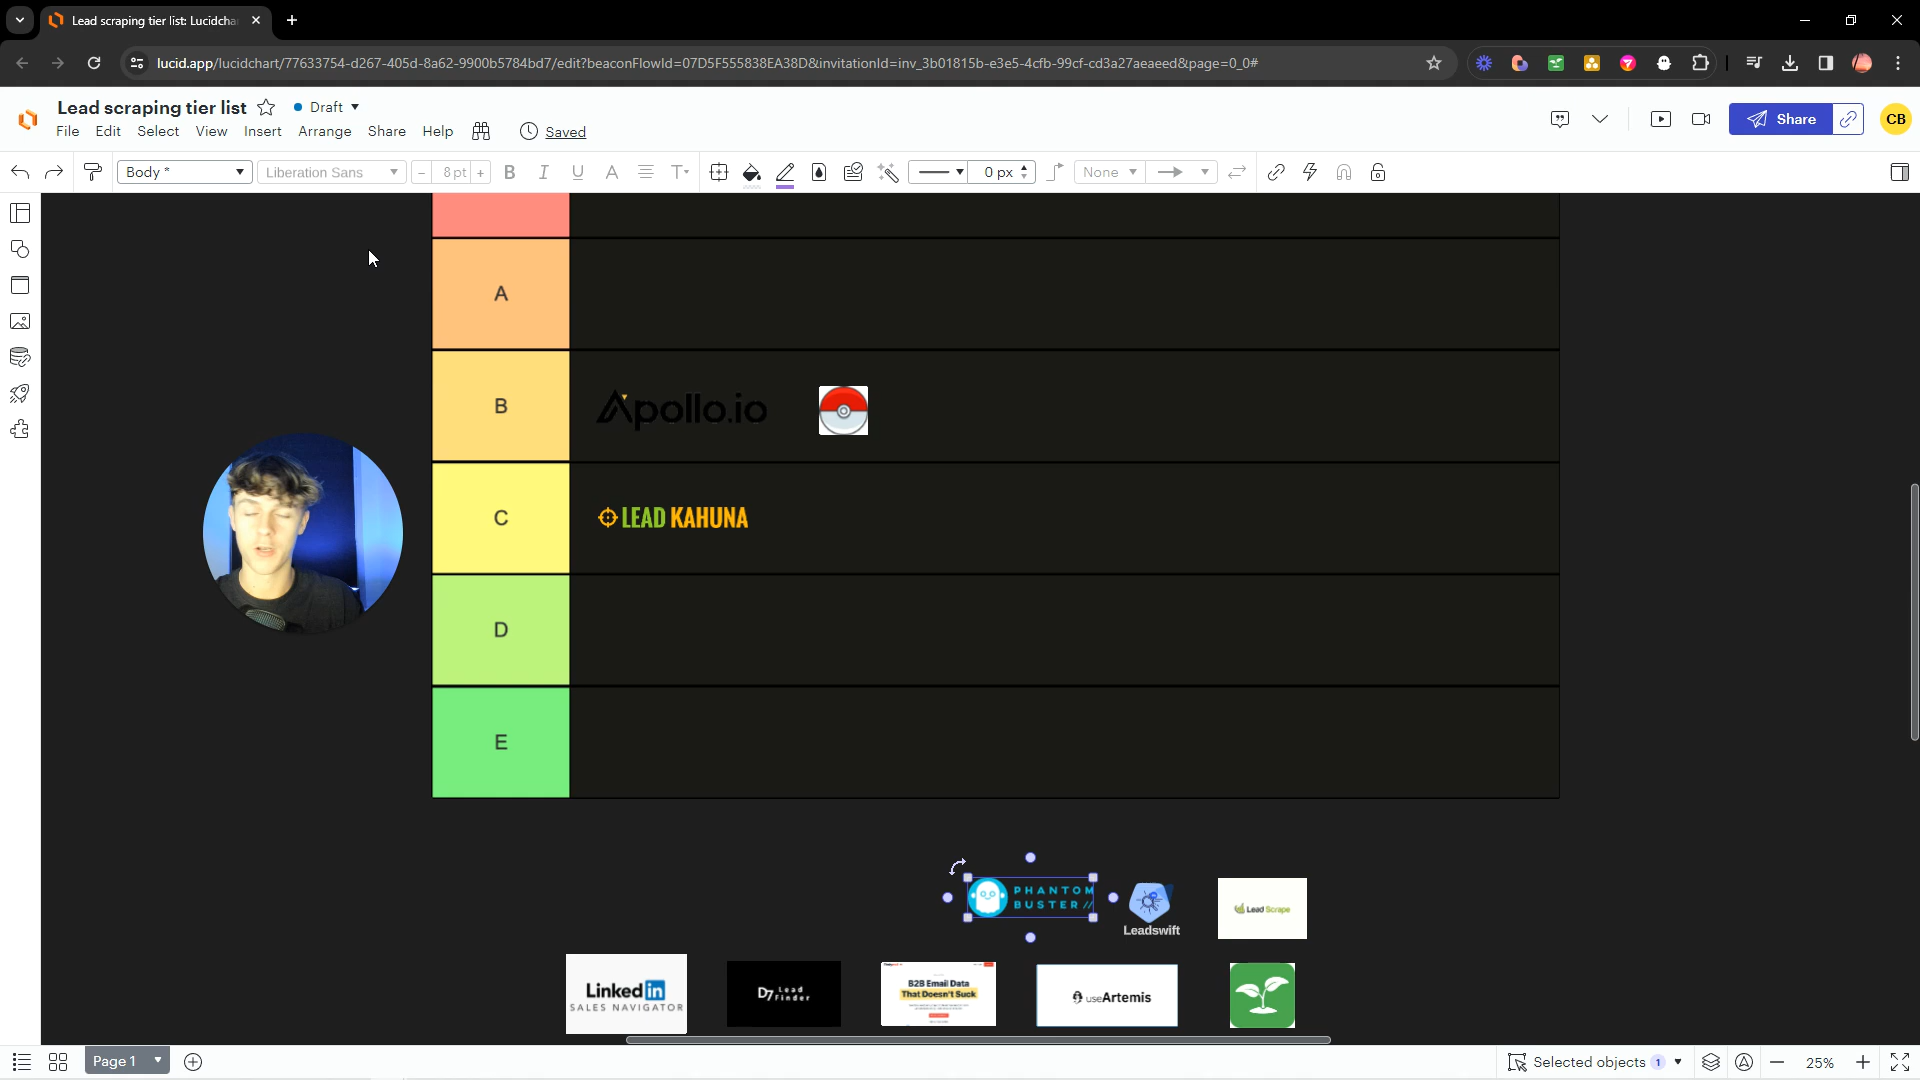 Lead scraping tier list: Lucidcha
lucid.app/lucidchart/77633754-d267-405d-8a62-9900b5784bd7/edit?beaconFlowId=07D5F555838EA38D&invitationId=inv_3b01815b-e3e5-4cfb-99cf-cd3a27aeaeed&page=0_0#
Lead scraping tier list
Draft
File Edit Select View Insert Arrange Share Help
Saved
Share
CB
Body *
Liberation Sans
8 pt
0 px
None
A
B
Apollo.io
C
LEAD KAHUNA
D
E
PHANTOM
BUSTER //
Leadswift
Lead Scrape
Linked in
SALES NAVIGATOR
D7 Lead
Finder
B2B Email Data
That Doesn't Suck
useArtemis
Page 1
Selected objects 1
25%